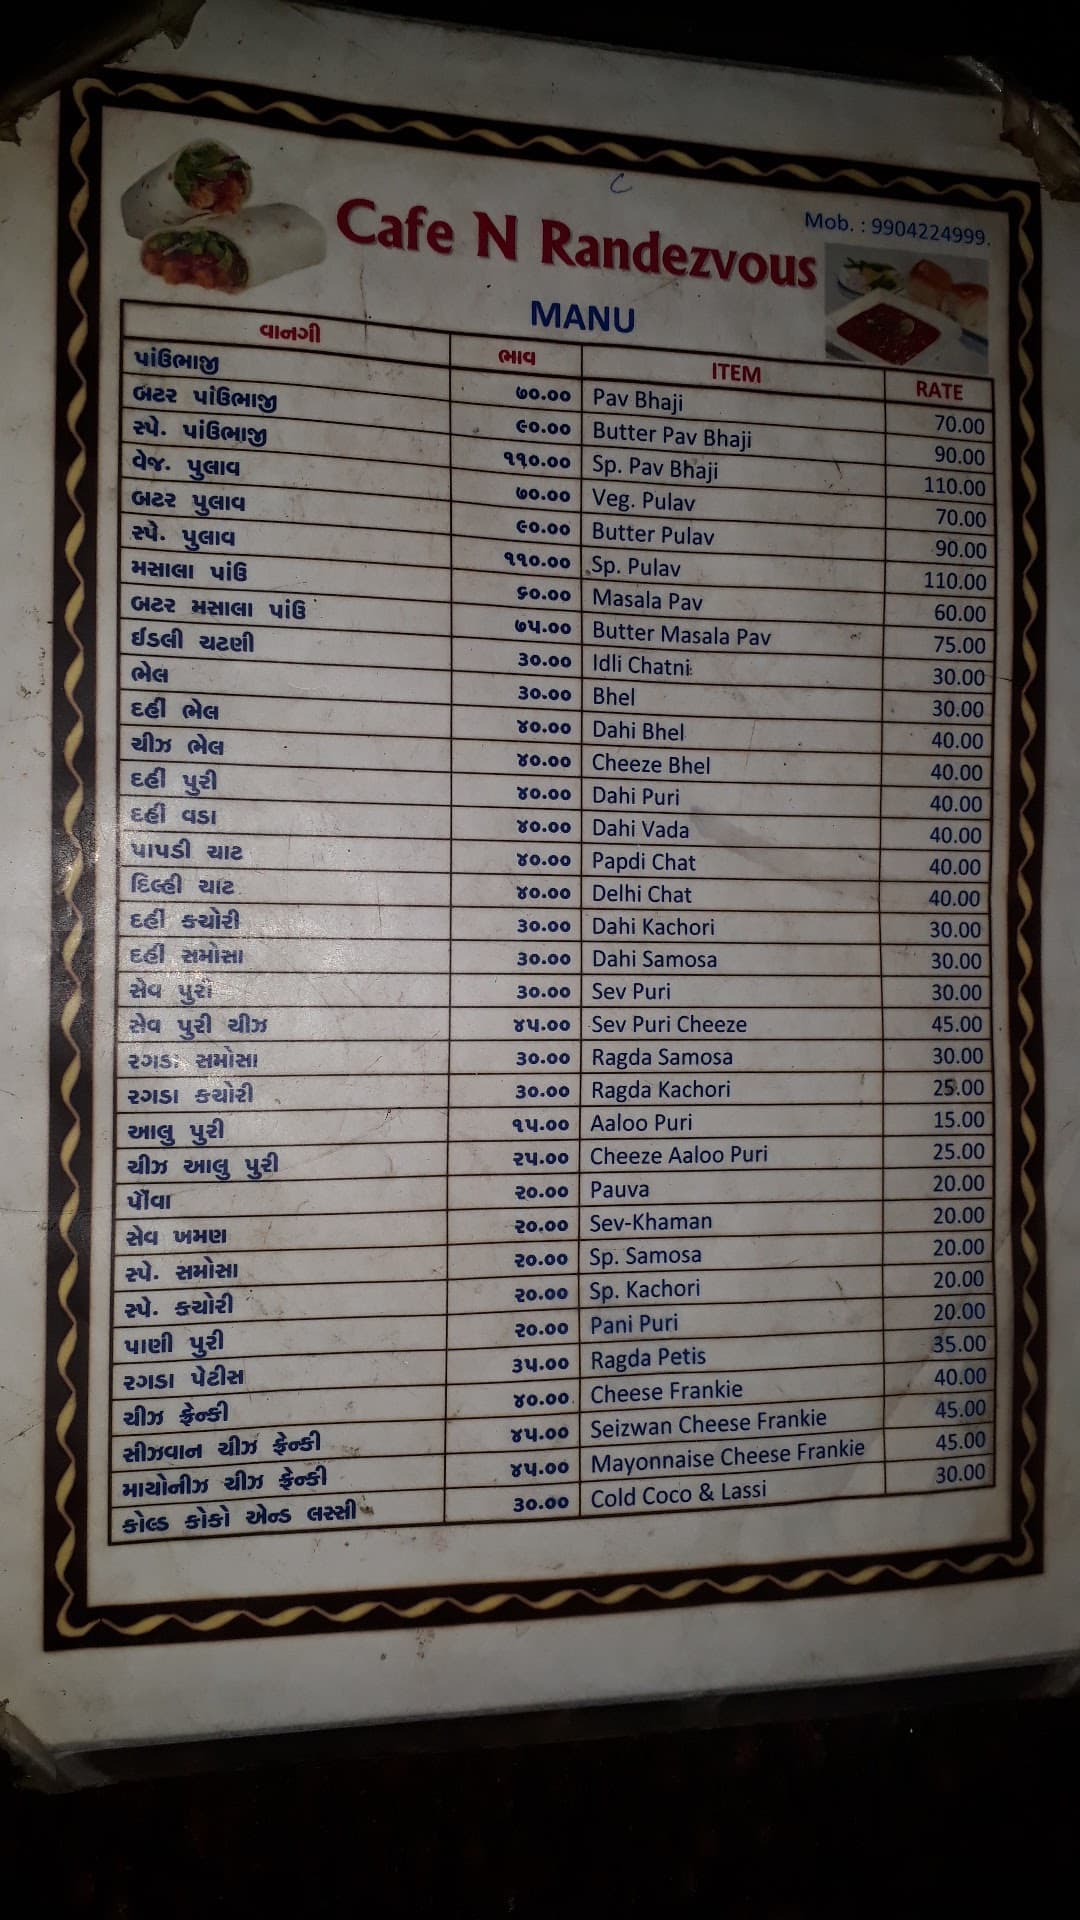 Mob. : 9904224999.
Cafe N Randezvous
MANU
વાનગી ભાવ ITEM RATE
પાંઉભાજી ૭૦.૦૦ Pav Bhaji 70.00
બટર પાંઉભાજી ૯૦.૦૦ Butter Pav Bhaji 90.00
સ્પે. પાંઉભાજી ૧૧૦.૦૦ Sp. Pav Bhaji 110.00
વેજ. પુલાવ ૭૦.૦૦ Veg. Pulav 70.00
બટર પુલાવ ૯૦.૦૦ Butter Pulav 90.00
સ્પે. પુલાવ ૧૧૦.૦૦ Sp. Pulav 110.00
મસાલા પાંઉ ૬૦.૦૦ Masala Pav 60.00
બટર મસાલા પાંઉ ૭૫.૦૦ Butter Masala Pav 75.00
ઈડલી ચટણી ૩૦.૦૦ Idli Chatni 30.00
ભેલ ૩૦.૦૦ Bhel 30.00
દહીં ભેલ ૪૦.૦૦ Dahi Bhel 40.00
ચીઝ ભેલ ૪૦.૦૦ Cheeze Bhel 40.00
દહીં પુરી ૪૦.૦૦ Dahi Puri 40.00
દહીં વડા ૪૦.૦૦ Dahi Vada 40.00
પાપડી ચાટ ૪૦.૦૦ Papdi Chat 40.00
દિલ્હી ચાટ ૪૦.૦૦ Delhi Chat 40.00
દહીં કચોરી ૩૦.૦૦ Dahi Kachori 30.00
દહીં સમોસા ૩૦.૦૦ Dahi Samosa 30.00
સેવ પુરી ૩૦.૦૦ Sev Puri 30.00
સેવ પુરી ચીઝ ૪૫.૦૦ Sev Puri Cheeze 45.00
રગડા સમોસા ૩૦.૦૦ Ragda Samosa 30.00
રગડા કચોરી ૩૦.૦૦ Ragda Kachori 25.00
આલુ પુરી ૧૫.૦૦ Aaloo Puri 15.00
ચીઝ આલુ પુરી ૨૫.૦૦ Cheeze Aaloo Puri 25.00
પૌંવા ૨૦.૦૦ Pauva 20.00
સેવ ખમણ ૨૦.૦૦ Sev-Khaman 20.00
સ્પે. સમોસા ૨૦.૦૦ Sp. Samosa 20.00
સ્પે. કચોરી ૨૦.૦૦ Sp. Kachori 20.00
પાણી પુરી ૨૦.૦૦ Pani Puri 20.00
રગડા પેટીસ ૩૫.૦૦ Ragda Petis 35.00
ચીઝ ફ્રેન્કી ૪૦.૦૦ Cheese Frankie 40.00
સીઝવાન ચીઝ ફ્રેન્કી ૪૫.૦૦ Seizwan Cheese Frankie 45.00
માયોનીઝ ચીઝ ફ્રેન્કી ૪૫.૦૦ Mayonnaise Cheese Frankie 45.00
કોલ્ડ કોકો એન્ડ લસ્સી ૩૦.૦૦ Cold Coco & Lassi 30.00